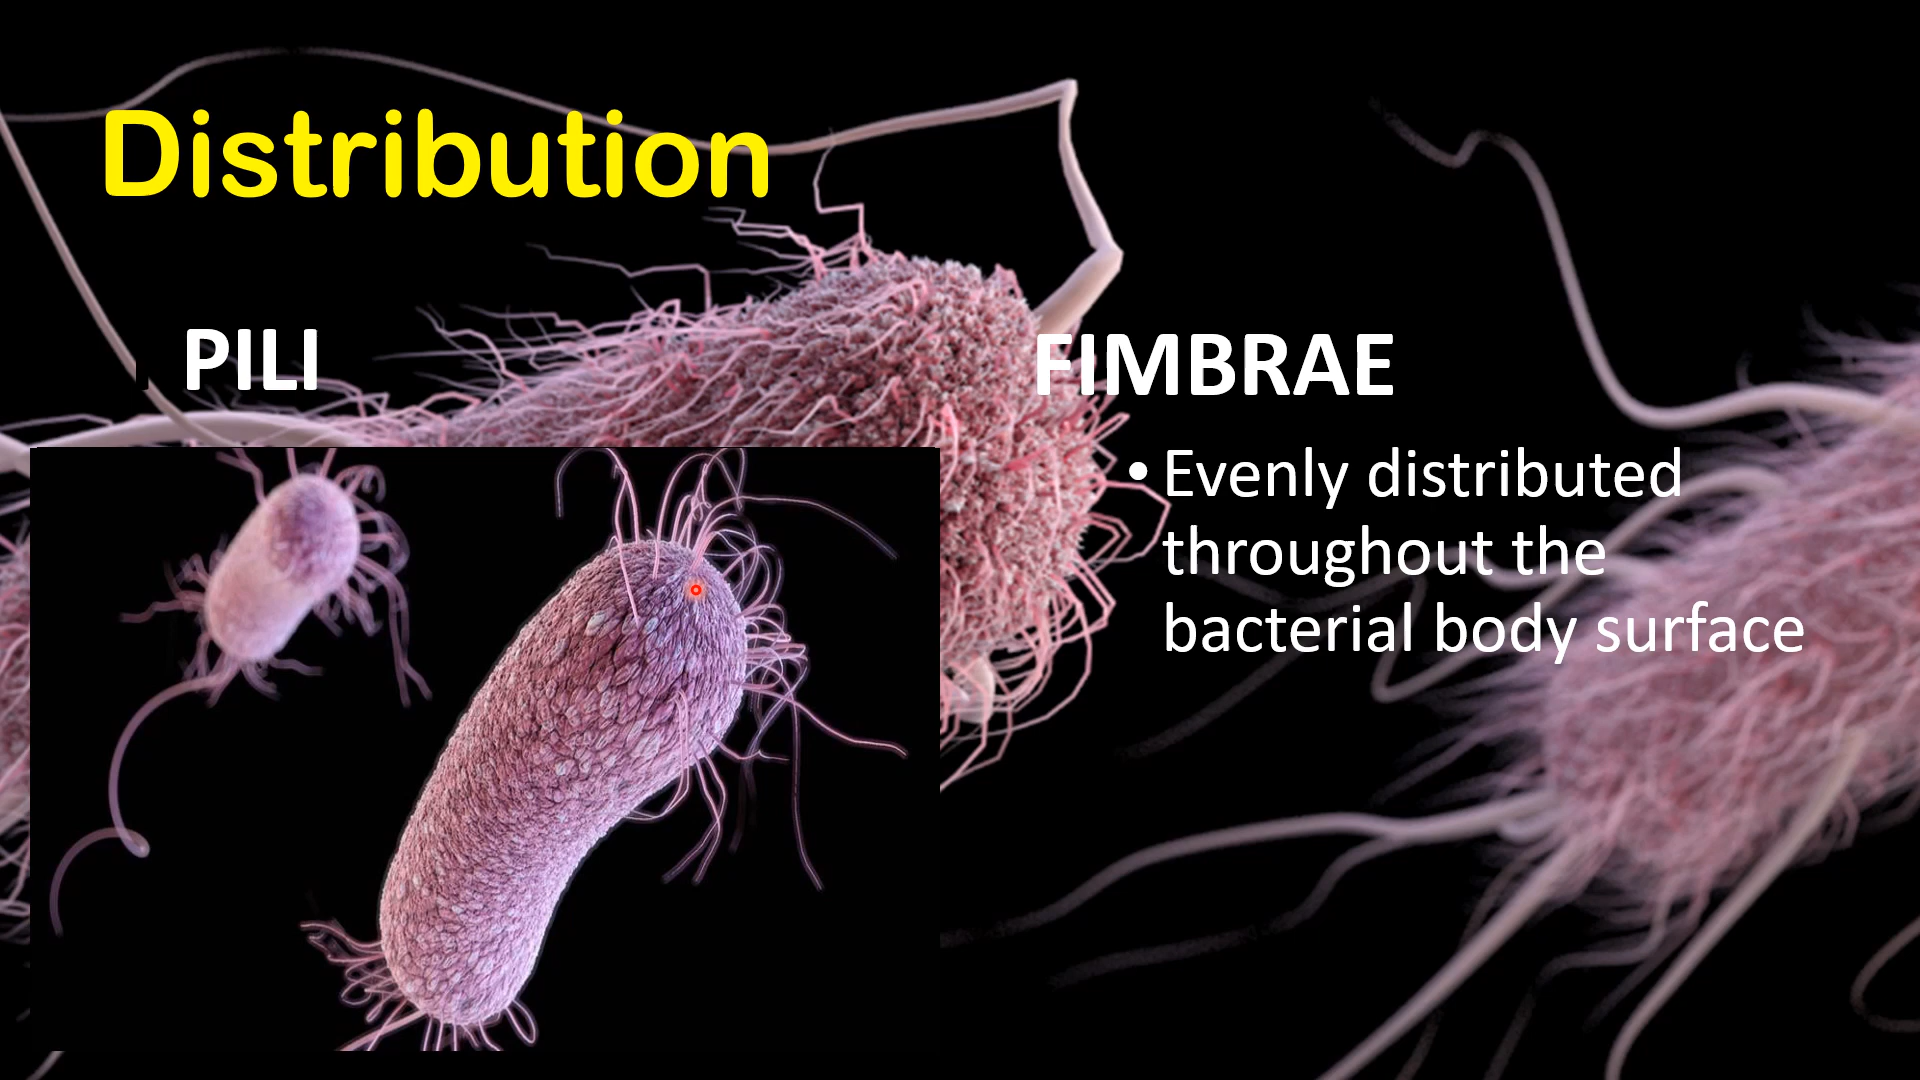 Distribution
PILI
FIMBRAE
• Evenly distributed
throughout the
bacterial body surface